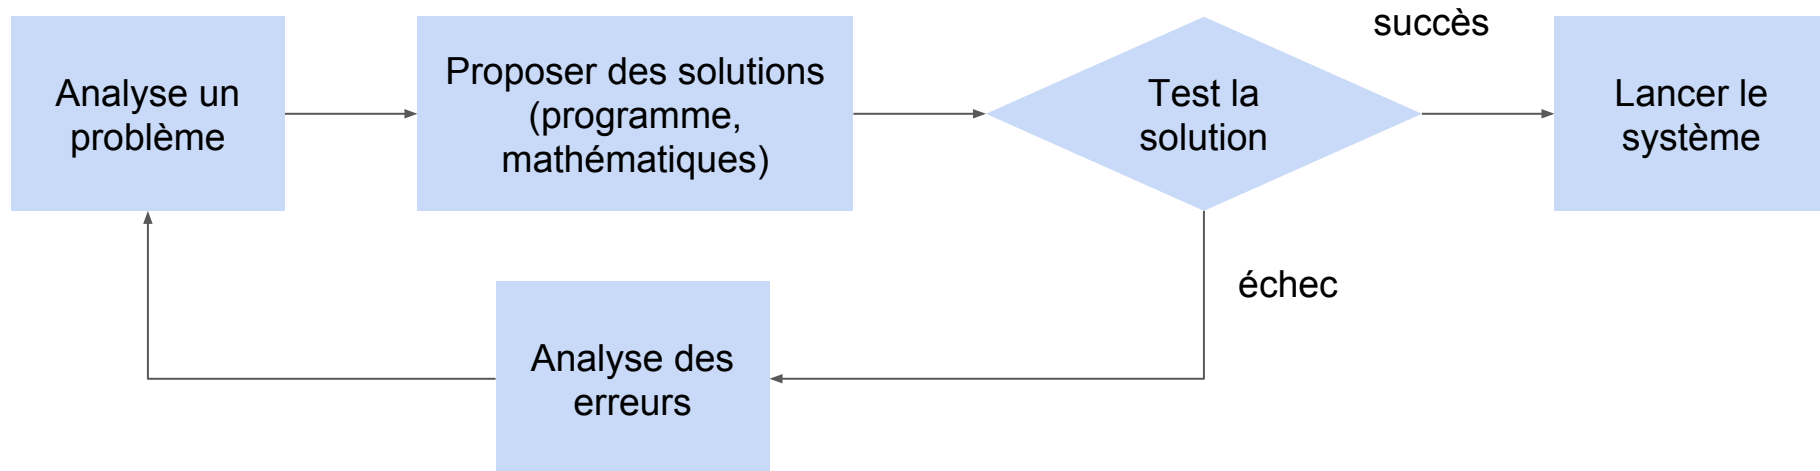 Analyse un
problème
Proposer des solutions
(programme,
mathématiques)
Test la
solution
succès
Lancer le
système
échec
Analyse des
erreurs